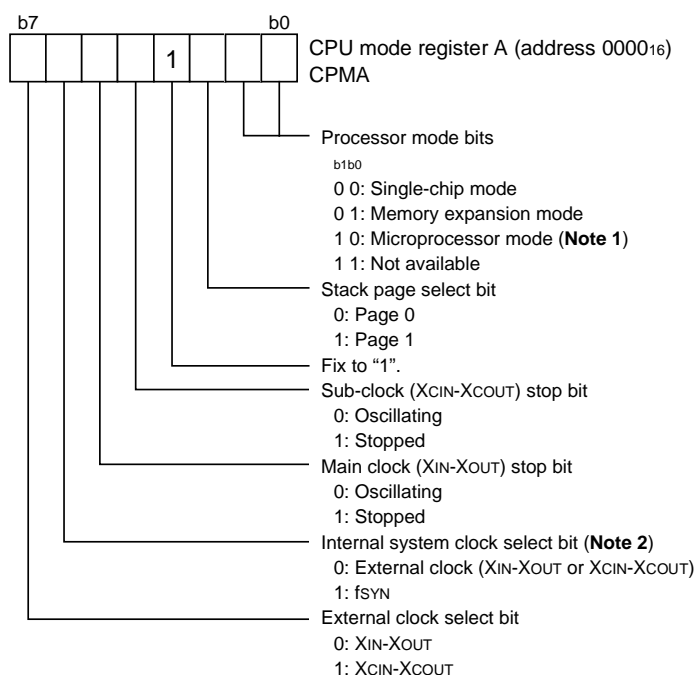 b7 b0
1
CPU mode register A (address 0000₁₆)
CPMA
Processor mode bits
b1b0
0 0: Single-chip mode
0 1: Memory expansion mode
1 0: Microprocessor mode (Note 1)
1 1: Not available
Stack page select bit
0: Page 0
1: Page 1
Fix to “1”.
Sub-clock (XCIN-XCOUT) stop bit
0: Oscillating
1: Stopped
Main clock (XIN-XOUT) stop bit
0: Oscillating
1: Stopped
Internal system clock select bit (Note 2)
0: External clock (XIN-XOUT or XCIN-XCOUT)
1: fSYN
External clock select bit
0: XIN-XOUT
1: XCIN-XCOUT